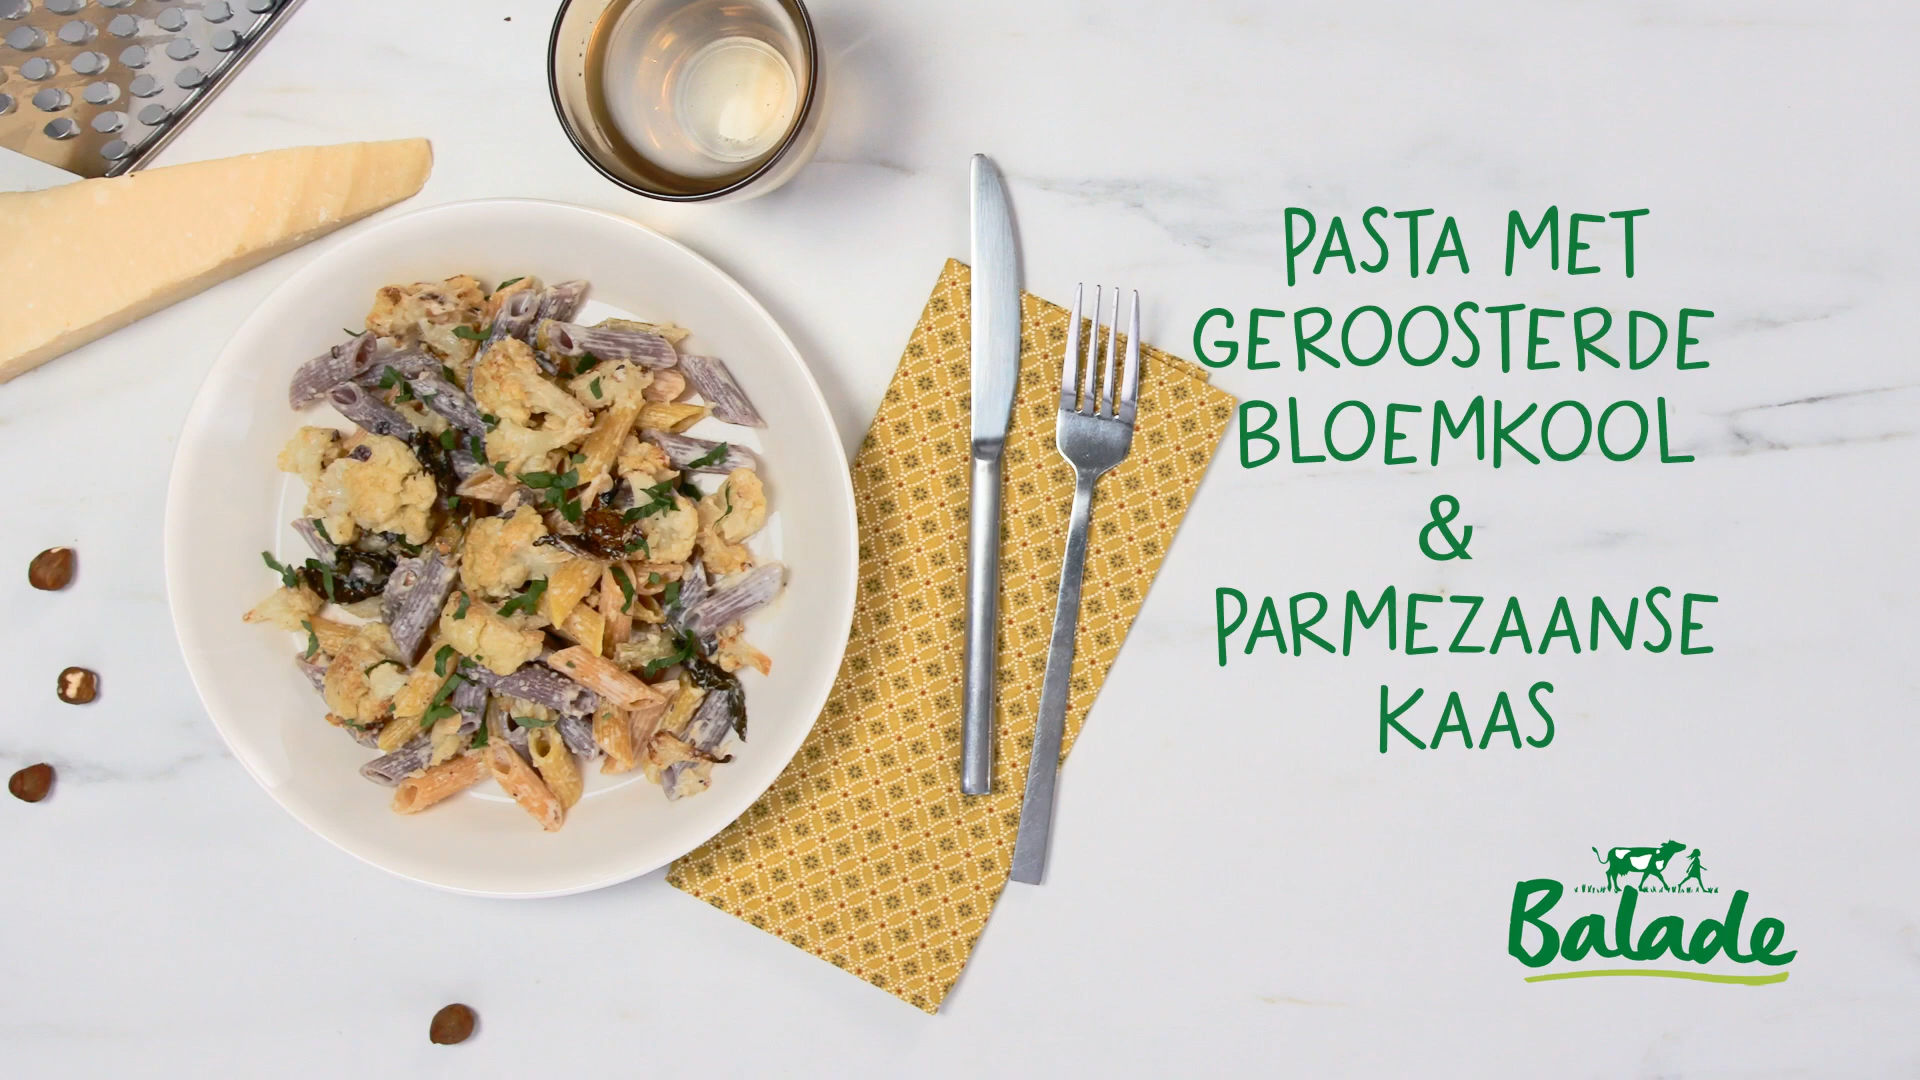 PASTA MET
GEROOSTERDE
BLOEMKOOL
&
PARMEZAANSE
KAAS
Balade